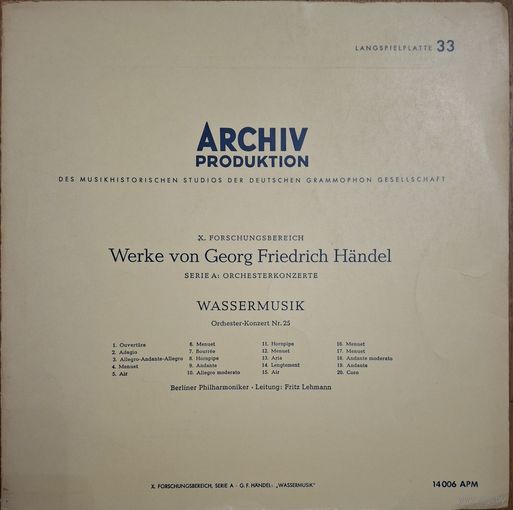 LANGSPIELPLATTE 33
ARCHIV
PRODUKTION
DES MUSIKHISTORISCHEN STUDIOS DER DEUTSCHEN GRAMMOPHON GESELLSCHAFT
X. FORSCHUNGSBEREICH
Werke von Georg Friedrich Händel
SERIE A: ORCHESTERKONZERTE
WASSERMUSIK
Orchester-Konzert Nr. 25
1. Ouvertüre
2. Adagio
3. Allegro-Andante-Allegro
4. Menuet
5. Air
6. Menuet
7. Bourrée
8. Hornpipe
9. Andante
10. Allegro moderato
11. Hornpipe
12. Menuet
13. Aria
14. Lengtement
15. Air
16. Menuet
17. Menuet
18. Andante moderato
19. Andante
20. Coro
Berliner Philharmoniker · Leitung: Fritz Lehmann
X. FORSCHUNGSBEREICH, SERIE A · G. F. HÄNDEL: „WASSERMUSIK"
14 006 APM